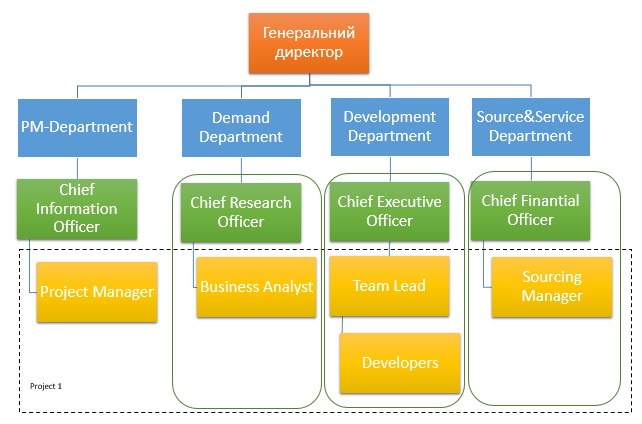 Генеральний
директор
PM-Department
Demand
Department
Development
Department
Source&Service
Department
Chief
Information
Officer
Chief Research
Officer
Chief Executive
Officer
Chief Finantial
Officer
Project Manager
Business Analyst
Team Lead
Sourcing
Manager
Developers
Project 1